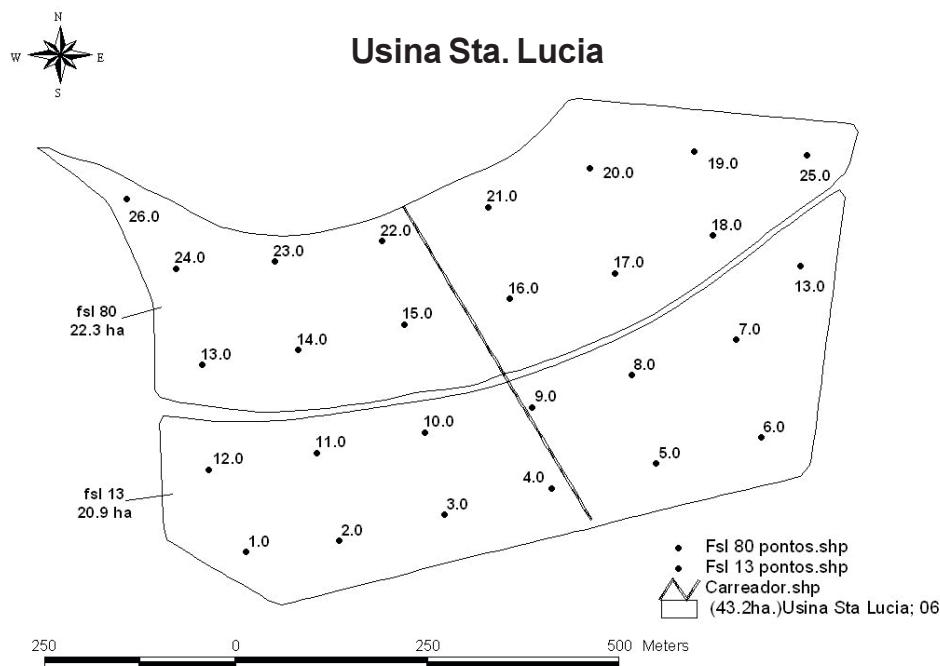 N
Usina Sta. Lucia
W E
S
19.0
20.0
25.0
26.0
21.0
22.0
18.0
24.0
23.0
17.0
13.0
16.0
fsl 80
22.3 ha
15.0
14.0
7.0
13.0
8.0
9.0
10.0
11.0
6.0
12.0
5.0
4.0
fsl 13
20.9 ha
3.0
2.0
1.0
Fsl 80 pontos.shp
Fsl 13 pontos.shp
Carreador.shp
(43.2ha.)Usina Sta Lucia; 06
250 0 250 500 Meters